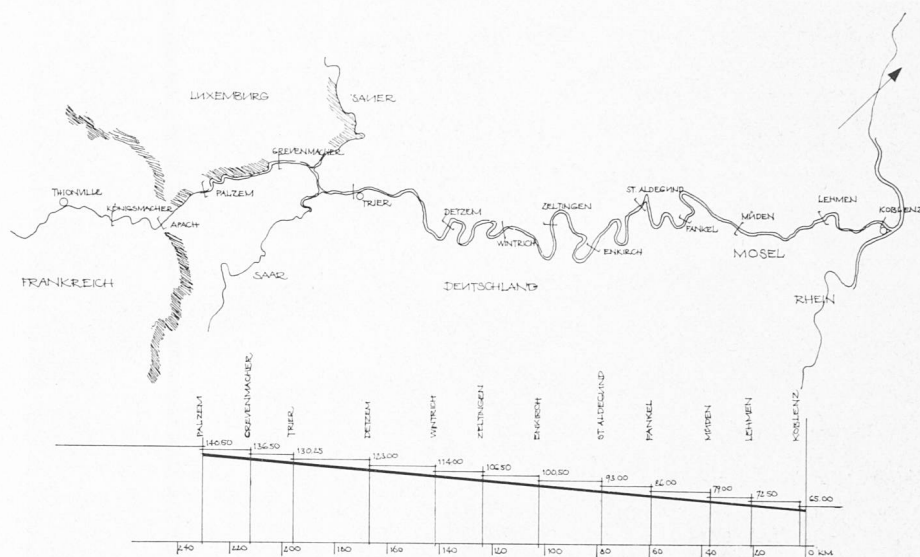 LUXEMBURG
SAUER
GREVENMACHER
THIONVILLE
PALZEM
KÖNIGSMACHER
APACH
TRIER
DETZEM
WINTRICH
ZELTINGEN
ENKIRCH
ST. ALDEGUND
FANKEL
MÜDEN
LEHMEN
KOBLENZ
MOSEL
SAAR
FRANKREICH
DEUTSCHLAND
RHEIN
PALZEM GREVENMACHER TRIER DETZEM WINTRICH ZELTINGEN ENKIRCH ST ALDEGUND FANKEL MÜDEN LEHMEN KOBLENZ
140.50 136.50 130.25 123.00 114.00 106.50 100.50 93.00 86.00 79.00 72.50 65.00
240 220 200 180 160 140 120 100 80 60 40 20 0 KM